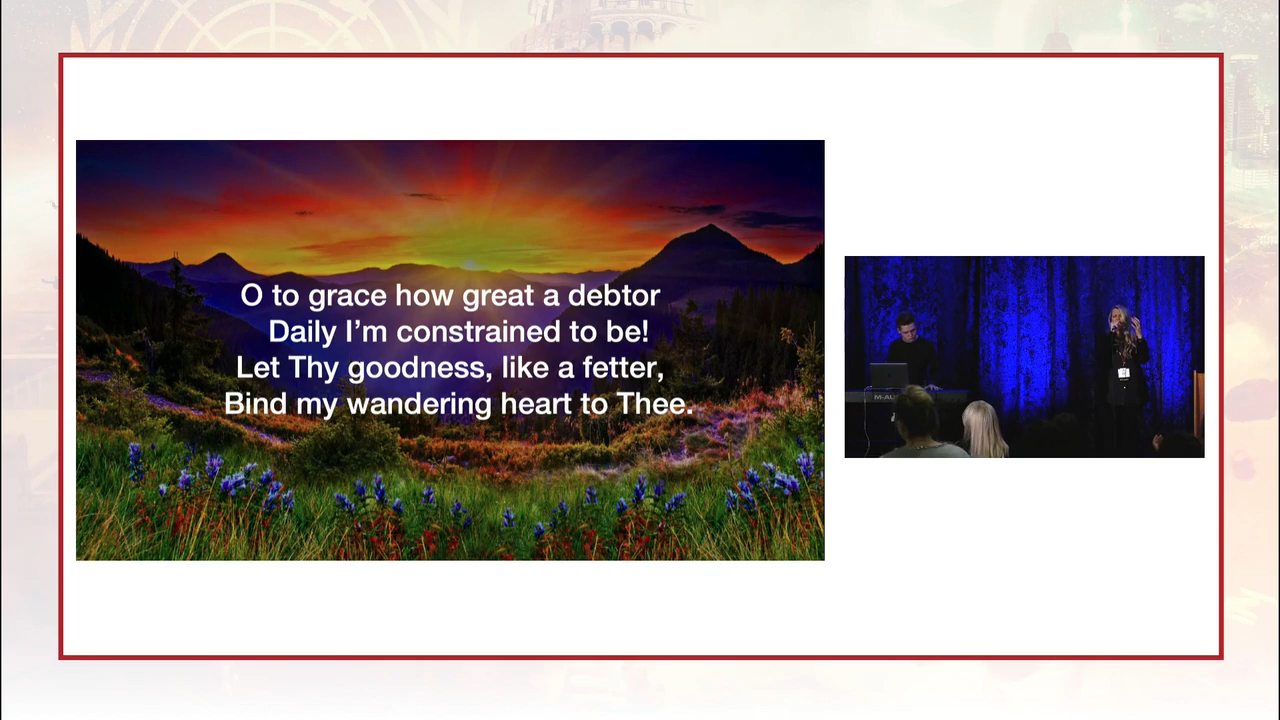 O to grace how great a debtor
Daily I’m constrained to be!
Let Thy goodness, like a fetter,
Bind my wandering heart to Thee.
M-AU